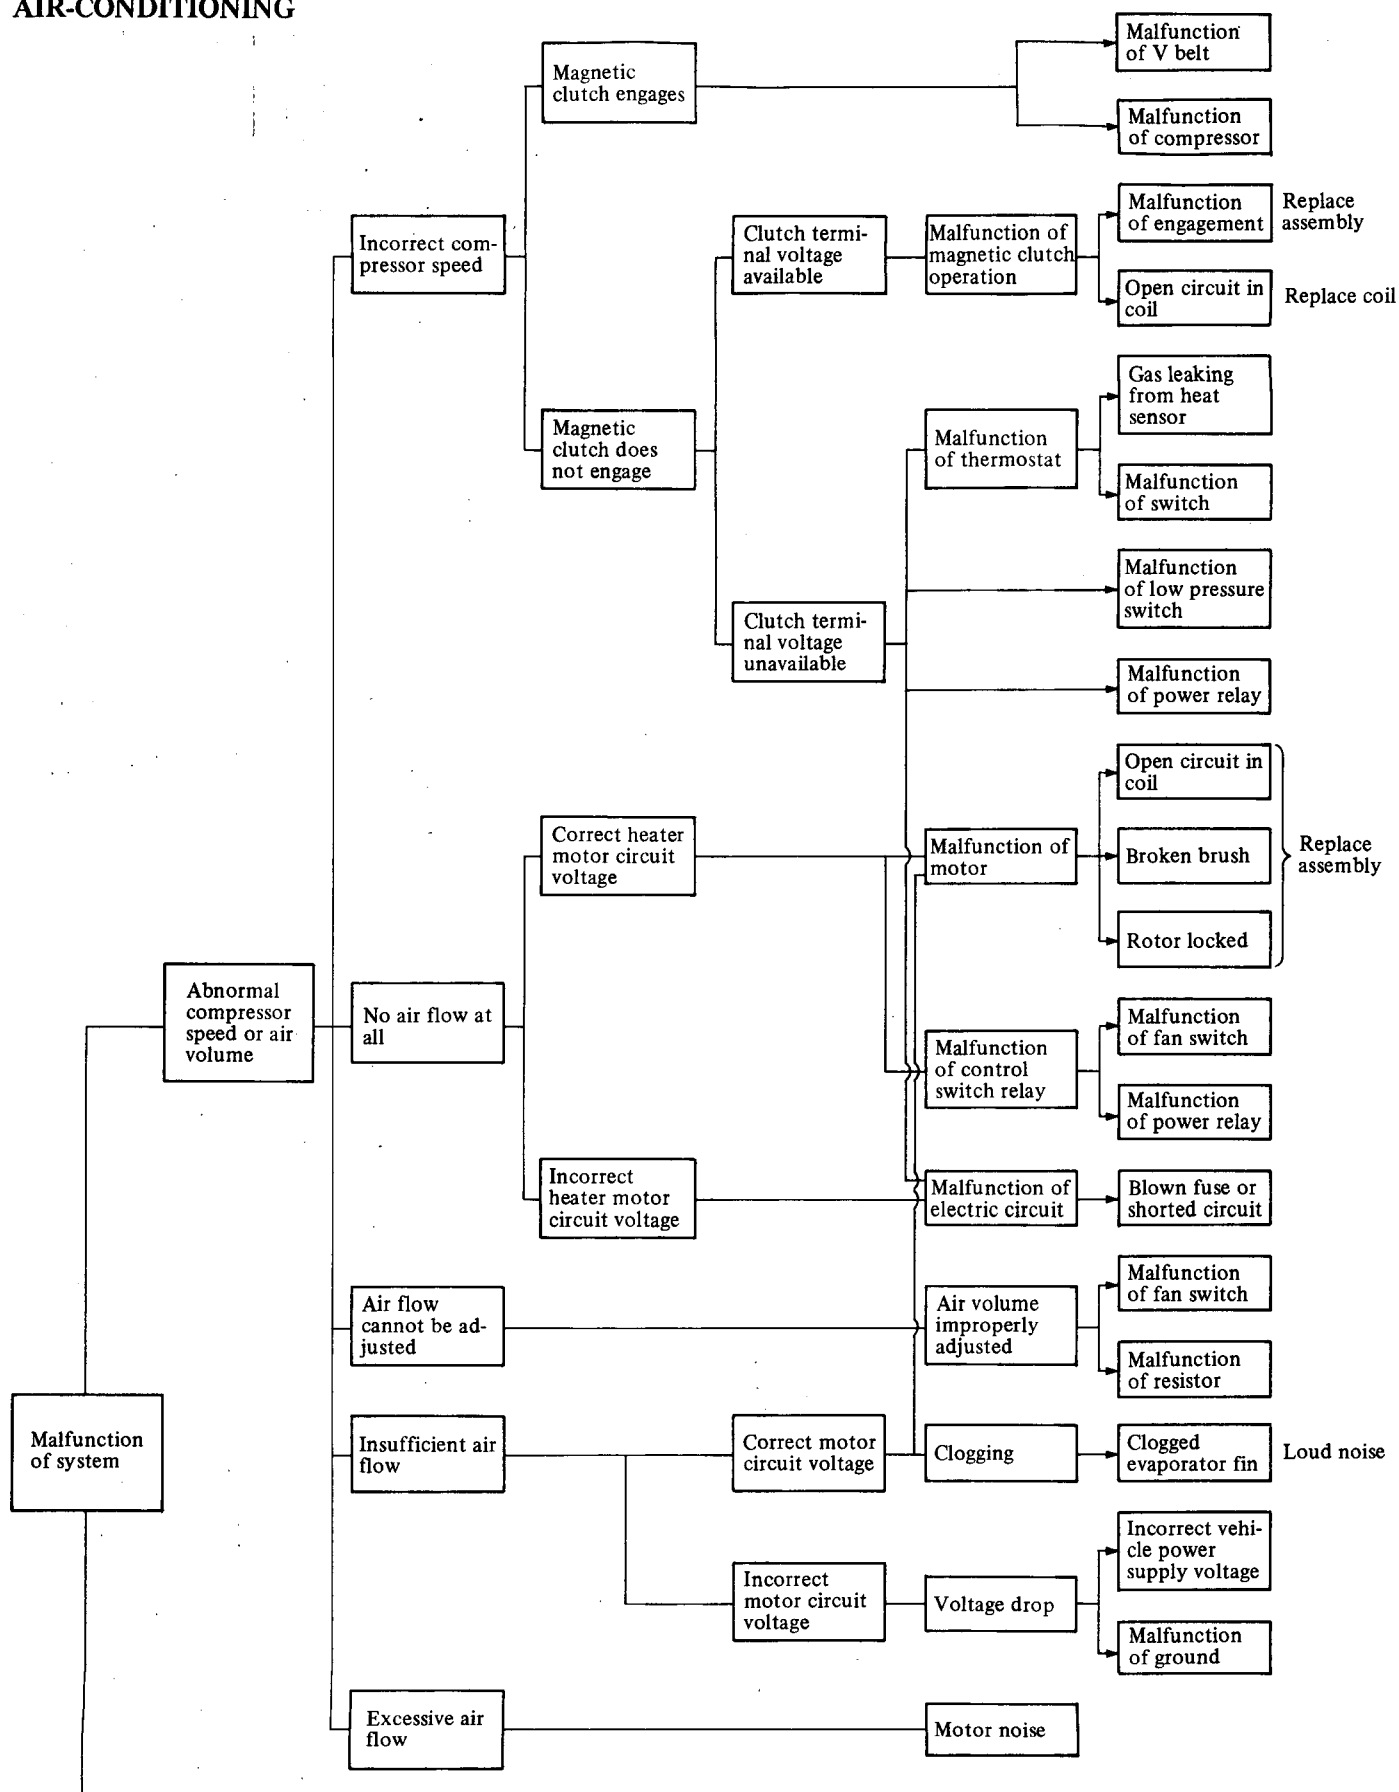 AIR-CONDITIONING
Malfunction
of system
Abnormal
compressor
speed or air
volume
Incorrect com-
pressor speed
Magnetic
clutch engages
Malfunction
of V belt
Malfunction
of compressor
Magnetic
clutch does
not engage
Clutch termi-
nal voltage
available
Malfunction of
magnetic clutch
operation
Malfunction
of engagement
Replace
assembly
Open circuit in
coil
Replace coil
Clutch termi-
nal voltage
unavailable
Malfunction
of thermostat
Gas leaking
from heat
sensor
Malfunction
of switch
Malfunction
of low pressure
switch
Malfunction
of power relay
No air flow at
all
Correct heater
motor circuit
voltage
Malfunction of
motor
Open circuit in
coil
Broken brush
Rotor locked
Replace
assembly
Malfunction
of control
switch relay
Malfunction
of fan switch
Malfunction
of power relay
Incorrect
heater motor
circuit voltage
Malfunction of
electric circuit
Blown fuse or
shorted circuit
Air flow
cannot be ad-
justed
Air volume
improperly
adjusted
Malfunction
of fan switch
Malfunction
of resistor
Insufficient air
flow
Correct motor
circuit voltage
Clogging
Clogged
evaporator fin
Loud noise
Incorrect
motor circuit
voltage
Voltage drop
Incorrect vehi-
cle power
supply voltage
Malfunction
of ground
Excessive air
flow
Motor noise